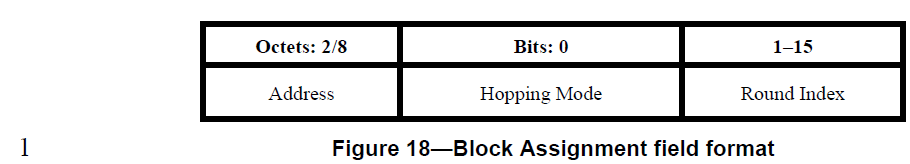 Octets: 2/8 Bits: 0 1–15
Address Hopping Mode Round Index
1 Figure 18—Block Assignment field format